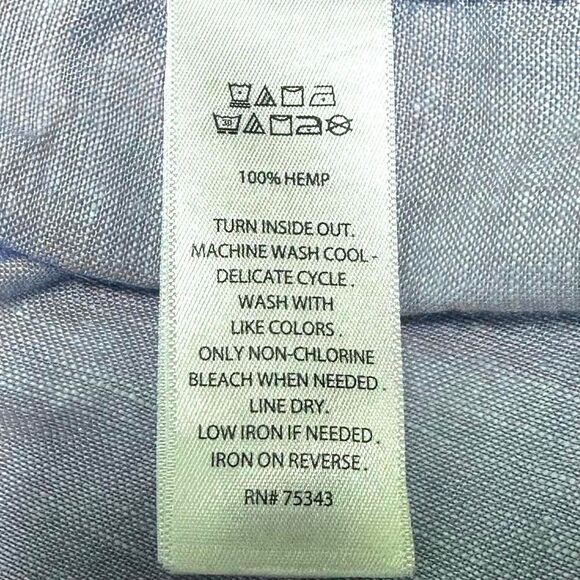 30
100% HEMP
TURN INSIDE OUT.
MACHINE WASH COOL -
DELICATE CYCLE.
WASH WITH
LIKE COLORS.
ONLY NON-CHLORINE
BLEACH WHEN NEEDED.
LINE DRY.
LOW IRON IF NEEDED.
IRON ON REVERSE.
RN# 75343